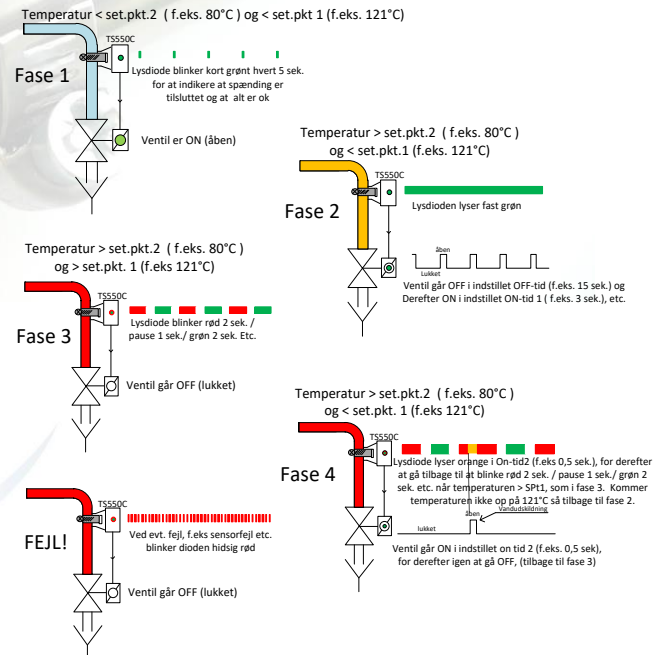 Temperatur < set.pkt.2 ( f.eks. 80°C ) og < set.pkt 1 (f.eks. 121°C)
TS550C
Fase 1
Lysdiode blinker kort grønt hvert 5 sek.
for at indikere at spænding er
tilsluttet og at alt er ok
Ventil er ON (åben)
Temperatur > set.pkt.2 ( f.eks. 80°C )
og < set.pkt.1 (f.eks. 121°C)
TS550C
Fase 2
Lysdioden lyser fast grøn
åben
Lukket
Ventil går OFF i indstillet OFF-tid (f.eks. 15 sek.) og
Derefter ON i indstillet ON-tid 1 ( f.eks. 3 sek.), etc.
Temperatur > set.pkt.2 ( f.eks. 80°C )
og > set.pkt. 1 (f.eks 121°C)
TS550C
Fase 3
Lysdiode blinker rød 2 sek. /
pause 1 sek./ grøn 2 sek. Etc.
Ventil går OFF (lukket)
Temperatur > set.pkt.2 ( f.eks. 80°C )
og < set.pkt. 1 (f.eks 121°C)
TS550C
Fase 4
Lysdiode lyser orange i On-tid2 (f.eks 0,5 sek.), for derefter
at gå tilbage til at blinke rød 2 sek. / pause 1 sek./ grøn 2
sek. etc. når temperaturen > SPt1, som i fase 3. Kommer
temperaturen ikke op på 121°C så tilbage til fase 2.
åben
Vandudskildning
lukket
Ventil går ON i indstillet on tid 2 (f.eks. 0,5 sek),
for derefter igen at gå OFF, (tilbage til fase 3)
TS550C
FEJL!
Ved evt. fejl, f.eks sensorfejl etc.
blinker dioden hidsig rød
Ventil går OFF (lukket)